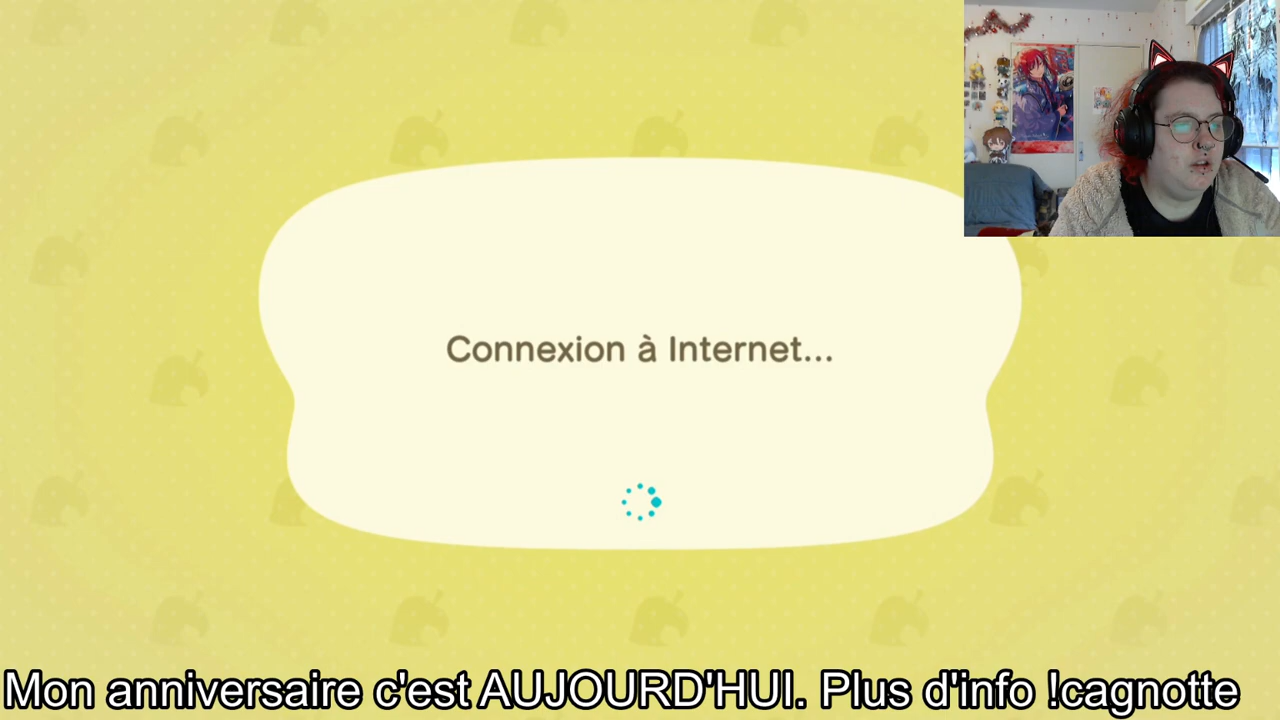 Connexion à Internet...
Mon anniversaire c'est AUJOURD'HUI. Plus d'info !cagnotte